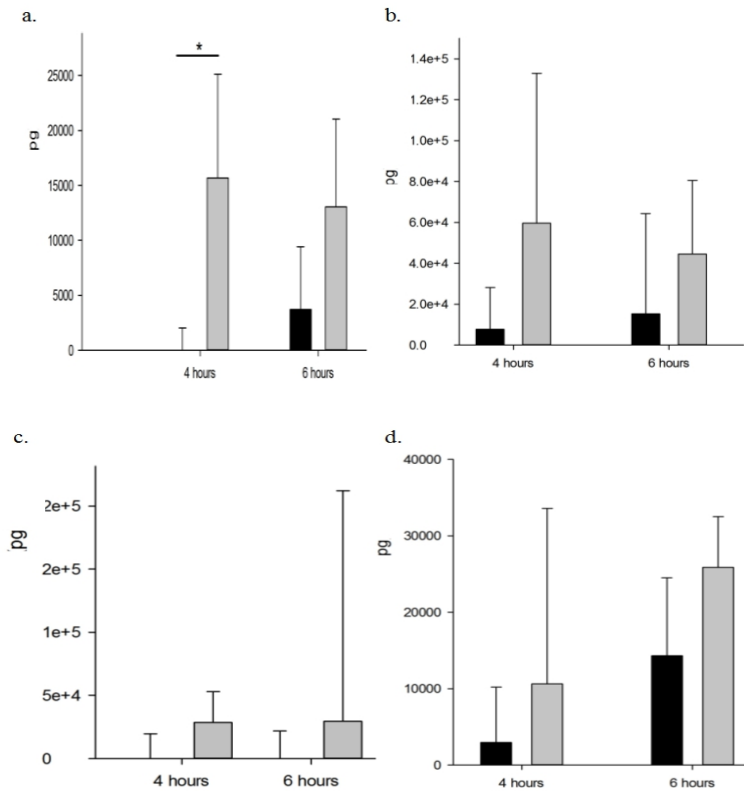 a.
*
25000
20000
15000
10000
5000
0
pg
4 hours
6 hours
b.
1.4e+5
1.2e+5
1.0e+5
8.0e+4
6.0e+4
4.0e+4
2.0e+4
0.0
pg
4 hours
6 hours
c.
2e+5
2e+5
1e+5
5e+4
0
pg
4 hours
6 hours
d.
40000
30000
20000
10000
0
pg
4 hours
6 hours